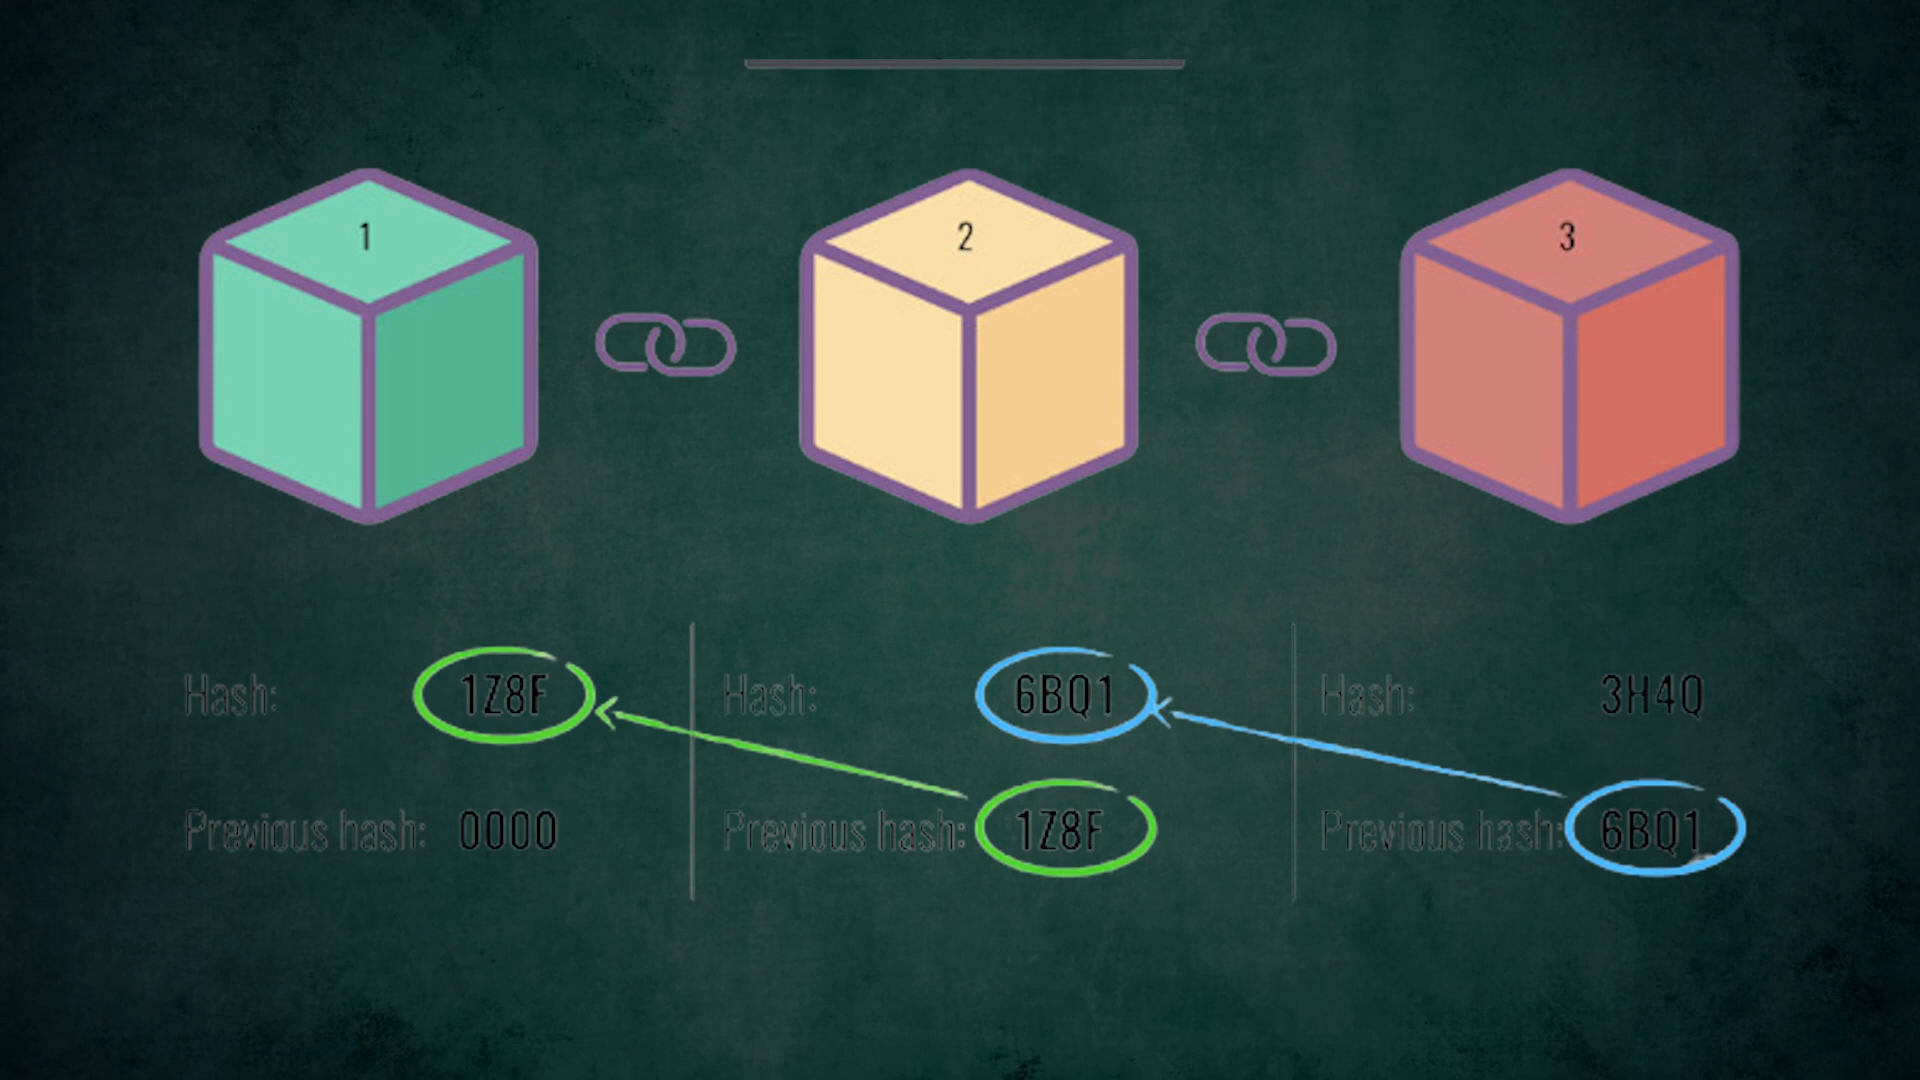 1
2
3
Hash: 1Z8F
Hash: 6BQ1
Hash: 3H4Q
Previous hash: 0000
Previous hash: 1Z8F
Previous hash: 6BQ1